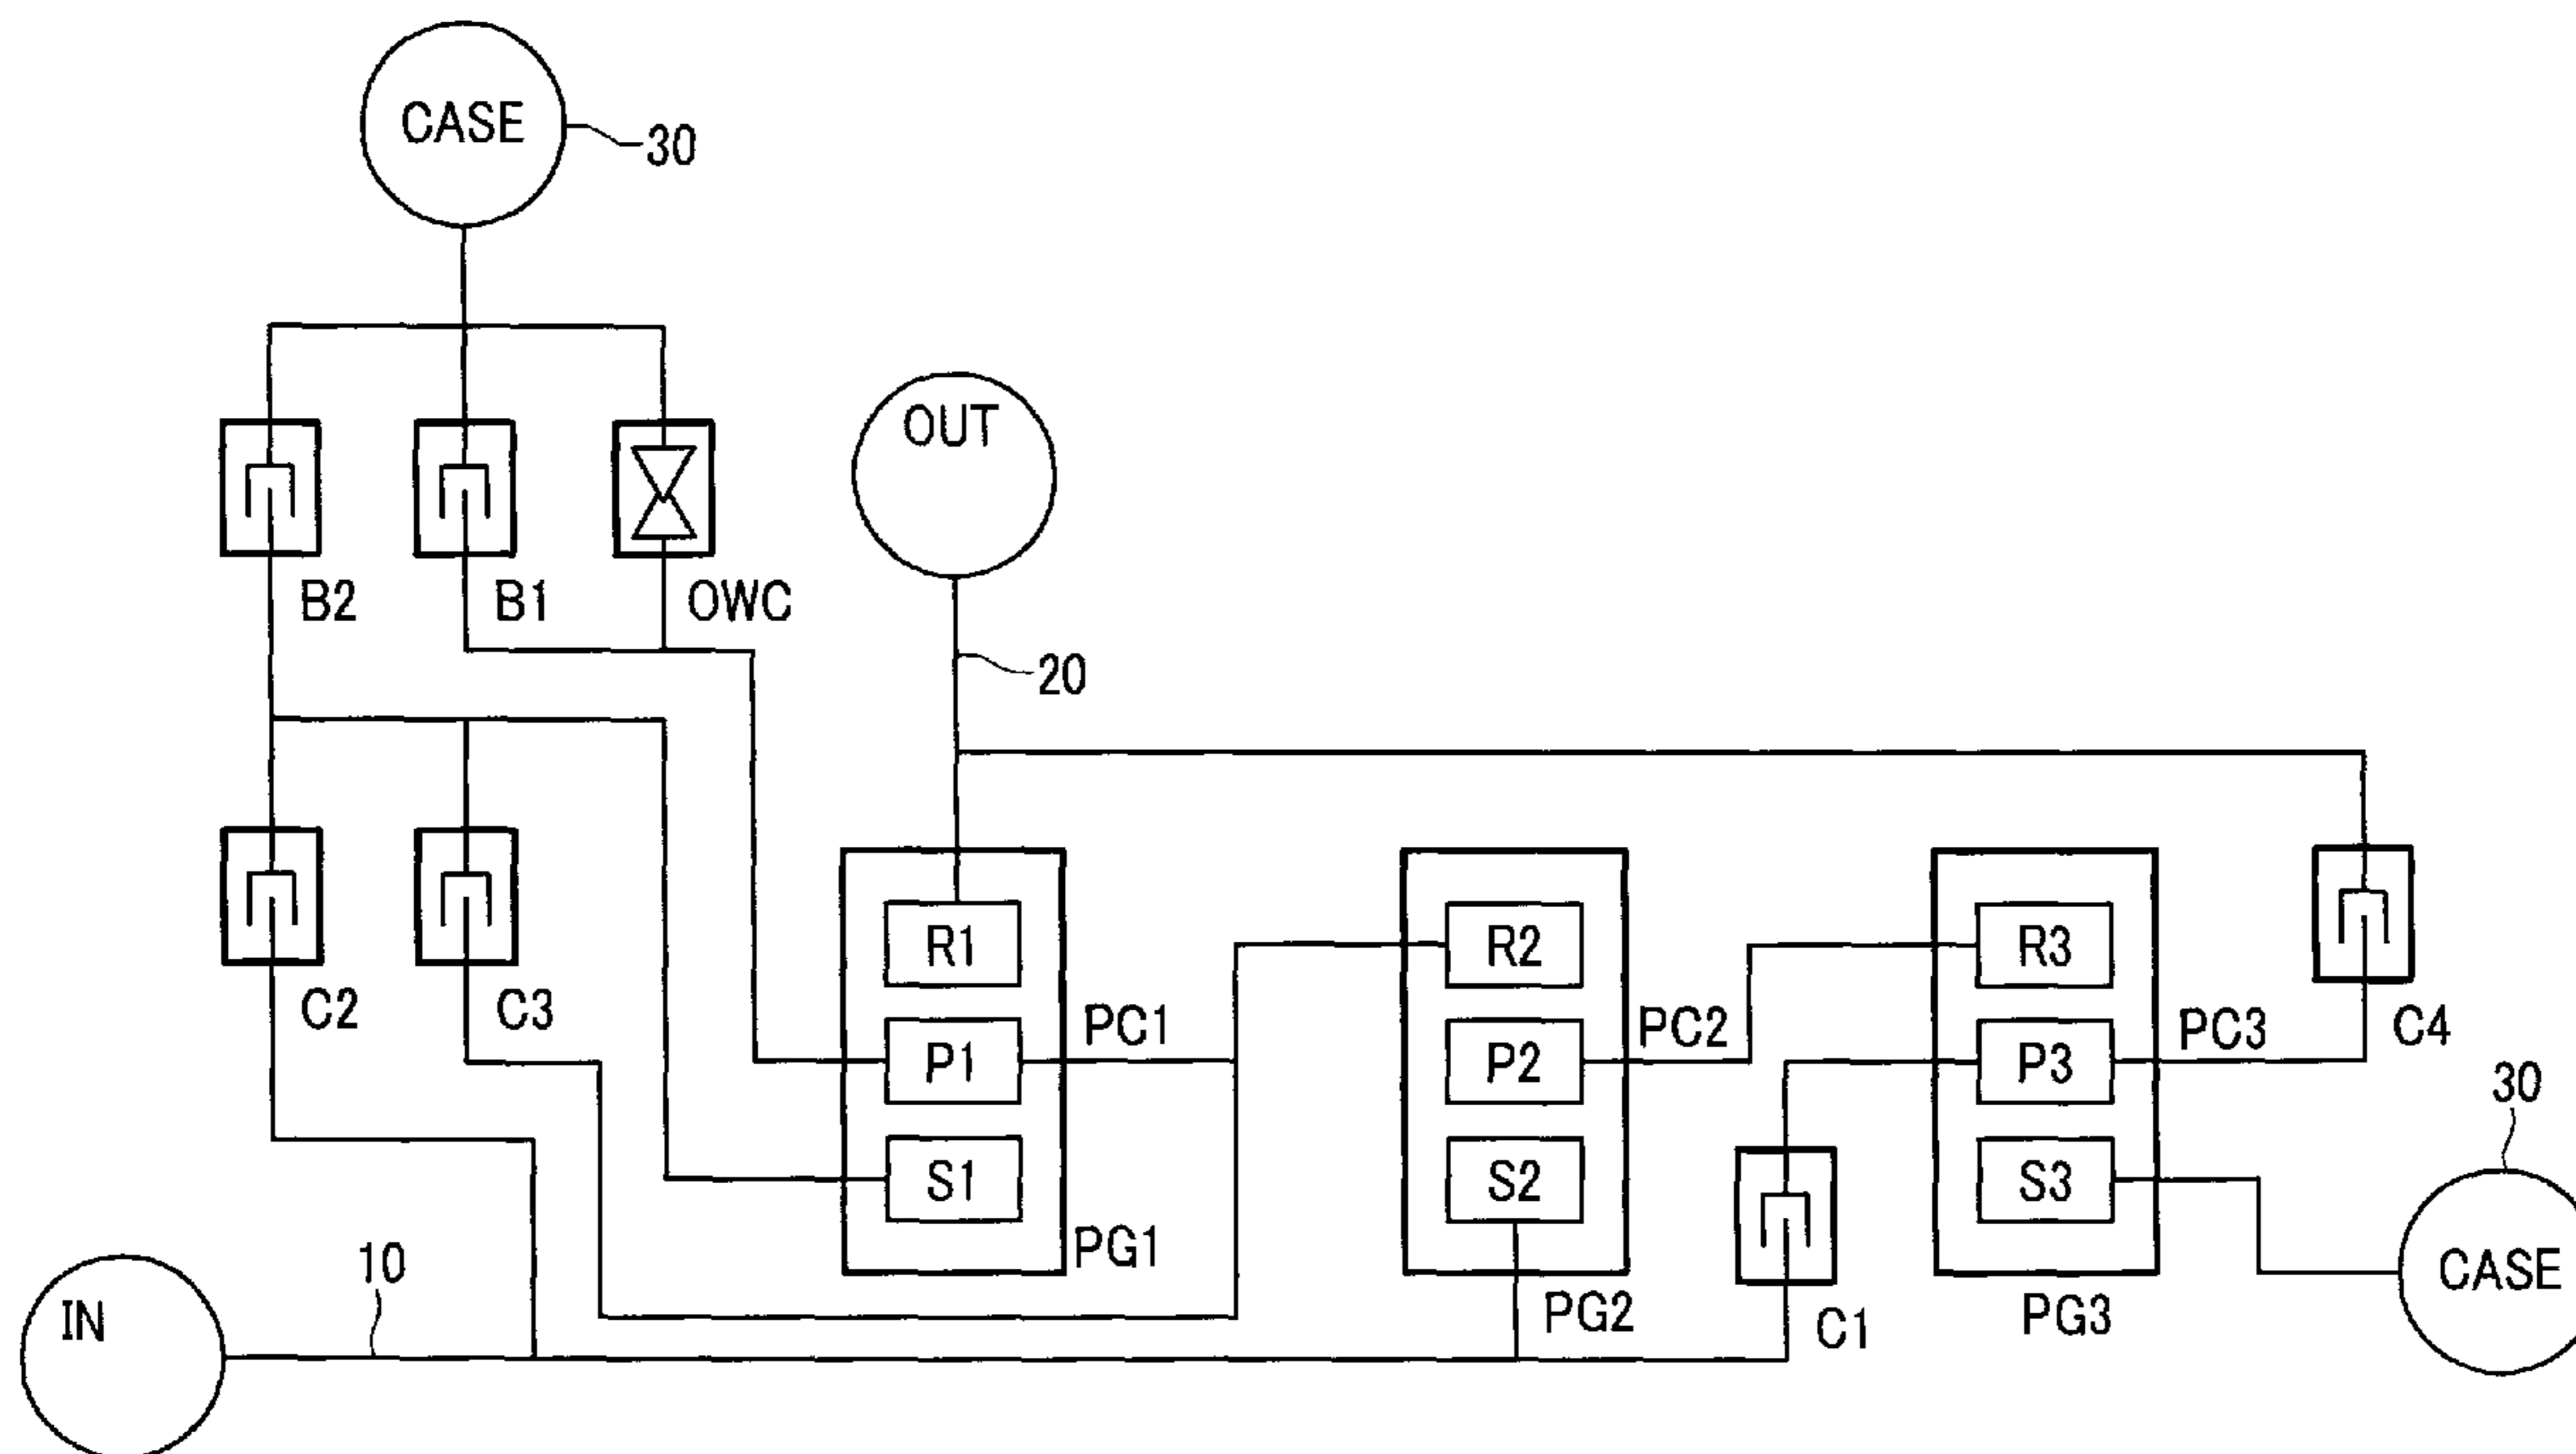 CASE
30
OUT
B2
B1
OWC
20
R1
R2
R3
C2
C3
PC1
PC2
PC3
C4
P1
P2
P3
30
S1
S2
S3
PG1
PG2
C1
PG3
CASE
10
IN